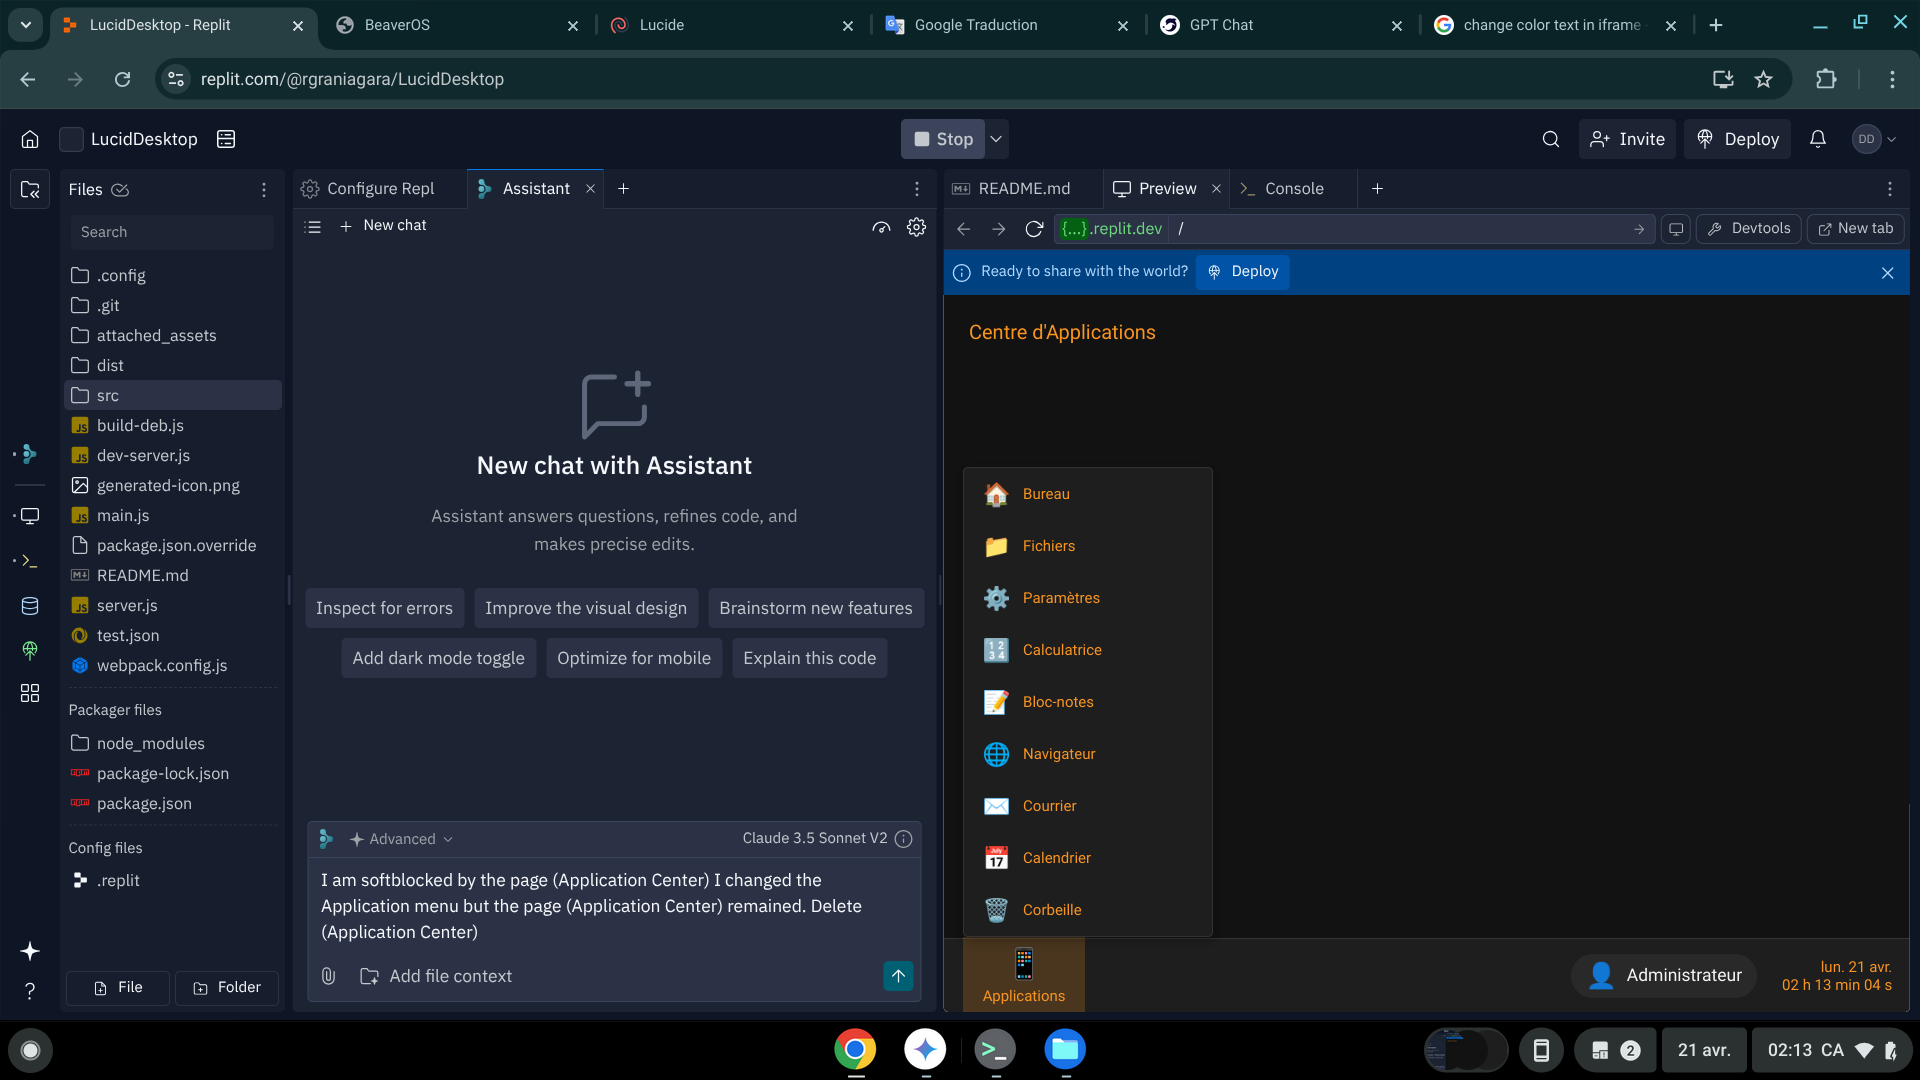 LucidDesktop - Replit
BeaverOS
Lucide
Google Traduction
GPT Chat
change color text in iframe
replit.com/@rgraniagara/LucidDesktop
LucidDesktop
Stop
Invite
Deploy
DD
Files
Search
.config
.git
attached_assets
dist
src
JS build-deb.js
JS dev-server.js
generated-icon.png
JS main.js
package.json.override
README.md
JS server.js
test.json
webpack.config.js
Packager files
node_modules
package-lock.json
package.json
Config files
.replit
File
Folder
Configure Repl
Assistant
New chat
New chat with Assistant
Assistant answers questions, refines code, and
makes precise edits.
Inspect for errors
Improve the visual design
Brainstorm new features
Add dark mode toggle
Optimize for mobile
Explain this code
Advanced
Claude 3.5 Sonnet V2
I am softblocked by the page (Application Center) I changed the
Application menu but the page (Application Center) remained. Delete
(Application Center)
Add file context
README.md
Preview
Console
{...}.replit.dev
/
Devtools
New tab
Ready to share with the world?
Deploy
Centre d'Applications
Bureau
Fichiers
Paramètres
Calculatrice
Bloc-notes
Navigateur
Courrier
Calendrier
Corbeille
Applications
Administrateur
lun. 21 avr.
02 h 13 min 04 s
2
21 avr.
02:13 CA